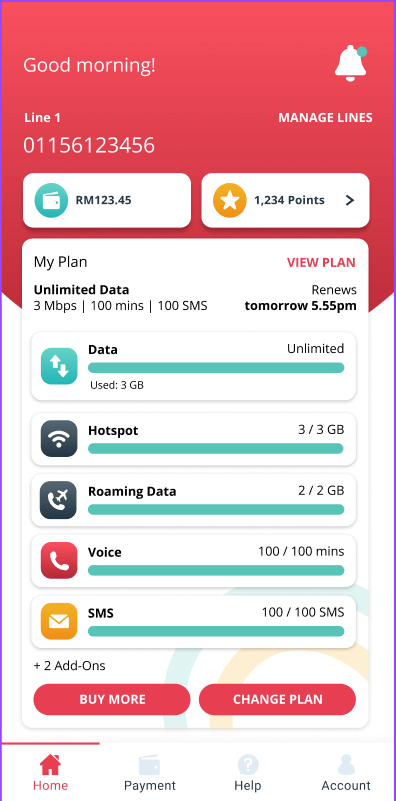 Good morning!
Line 1
MANAGE LINES
01156123456
RM123.45
1,234 Points
My Plan
VIEW PLAN
Unlimited Data
Renews
3 Mbps | 100 mins | 100 SMS
tomorrow 5.55pm
Data
Unlimited
Used: 3 GB
Hotspot
3 / 3 GB
Roaming Data
2 / 2 GB
Voice
100 / 100 mins
SMS
100 / 100 SMS
+ 2 Add-Ons
BUY MORE
CHANGE PLAN
Home
Payment
Help
Account